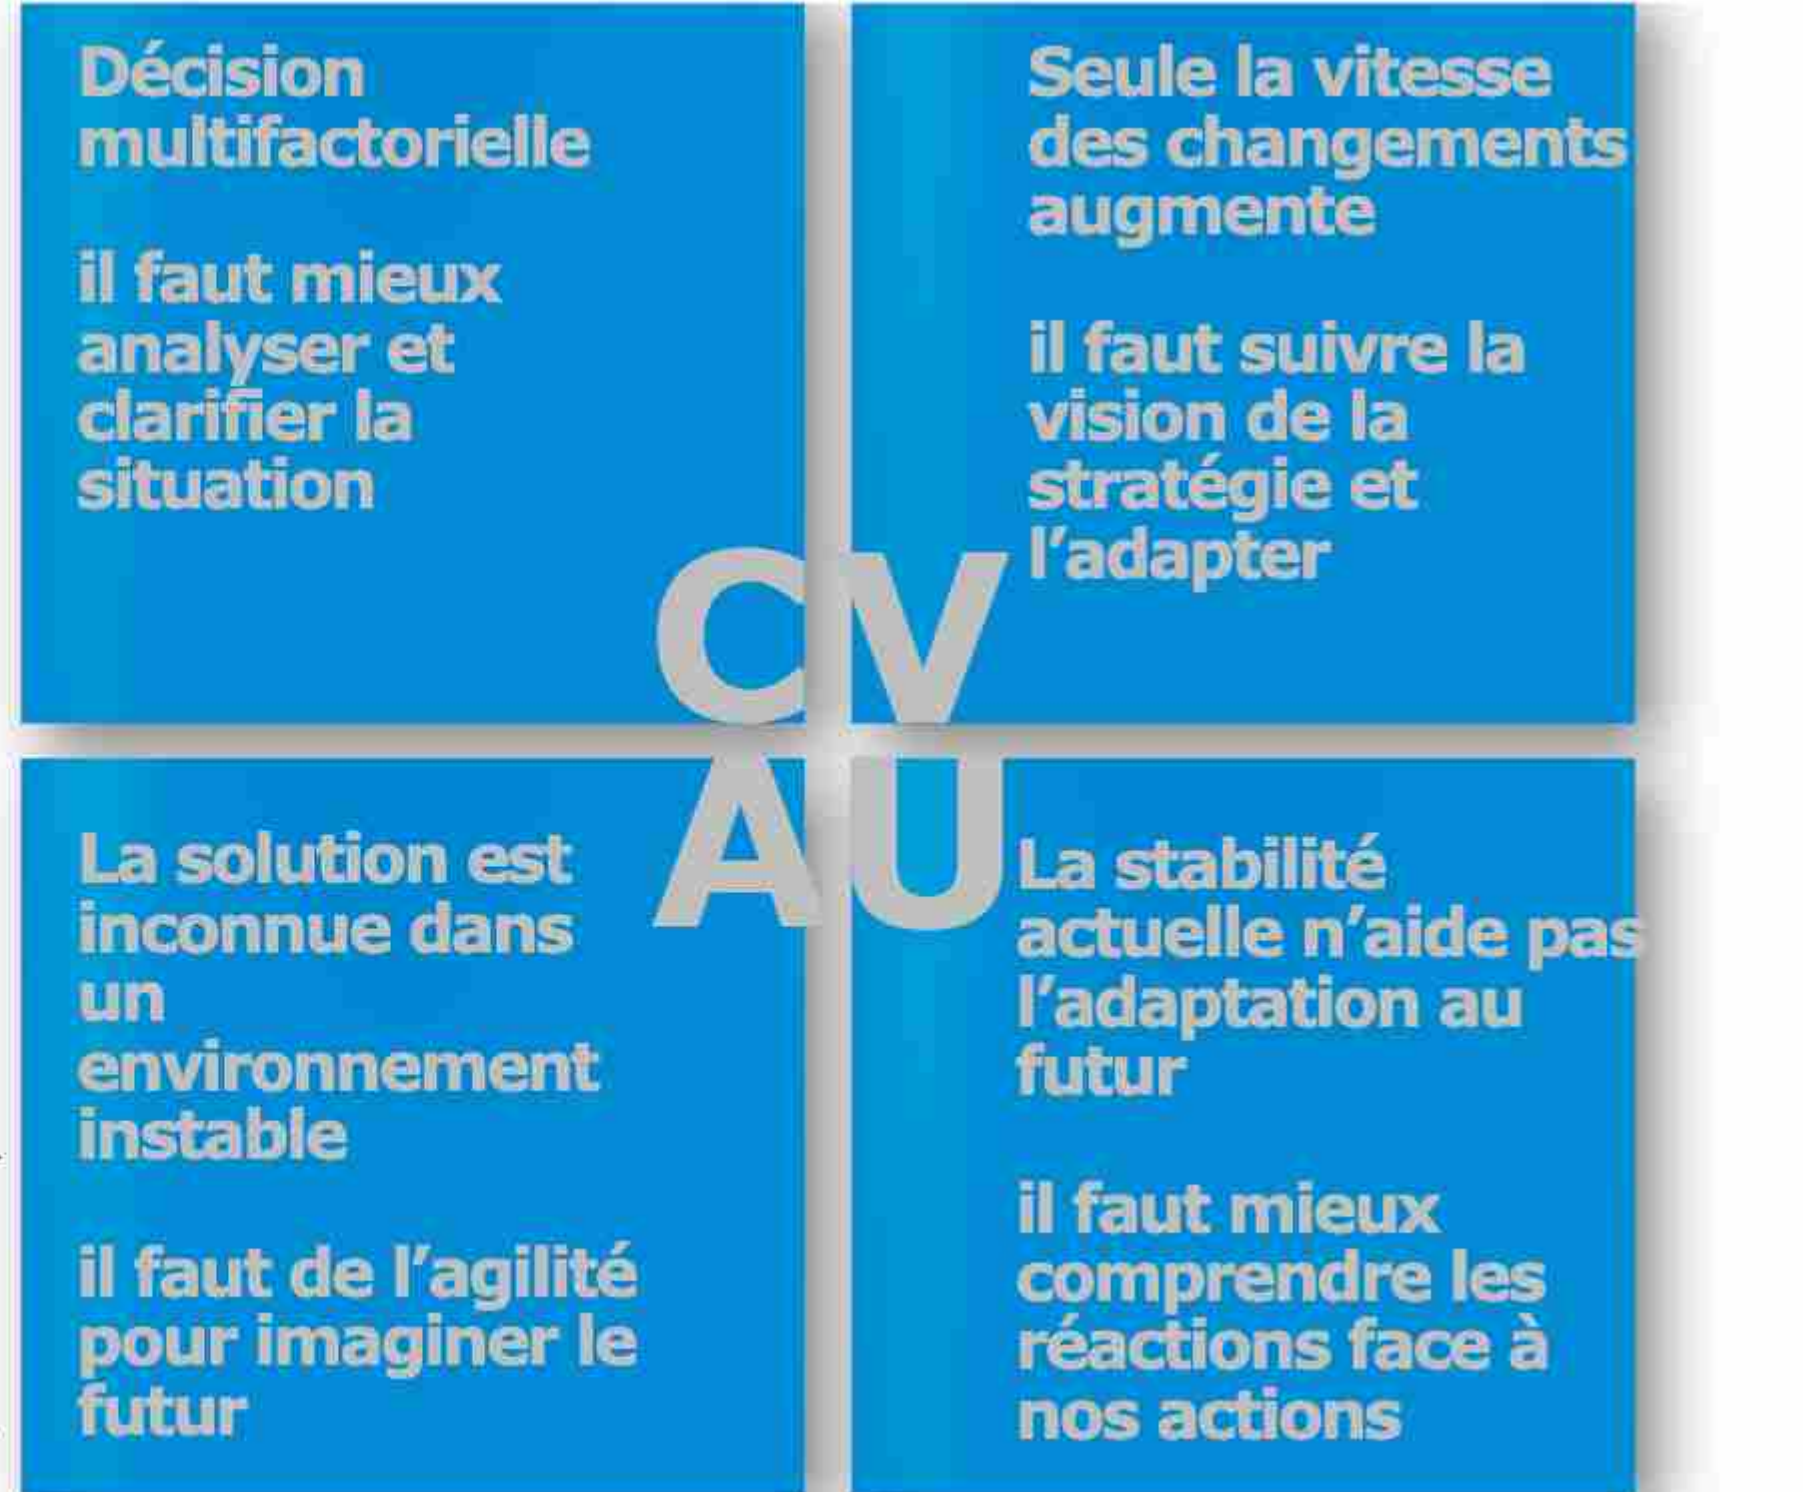 Décision
multifactorielle
il faut mieux
analyser et
clarifier la
situation
C
Seule la vitesse
des changements
augmente
il faut suivre la
vision de la
stratégie et
l'adapter
V
La solution est
inconnue dans
un
environnement
instable
il faut de l'agilité
pour imaginer le
futur
A
La stabilité
actuelle n'aide pas
l'adaptation au
futur
il faut mieux
comprendre les
réactions face à
nos actions
U